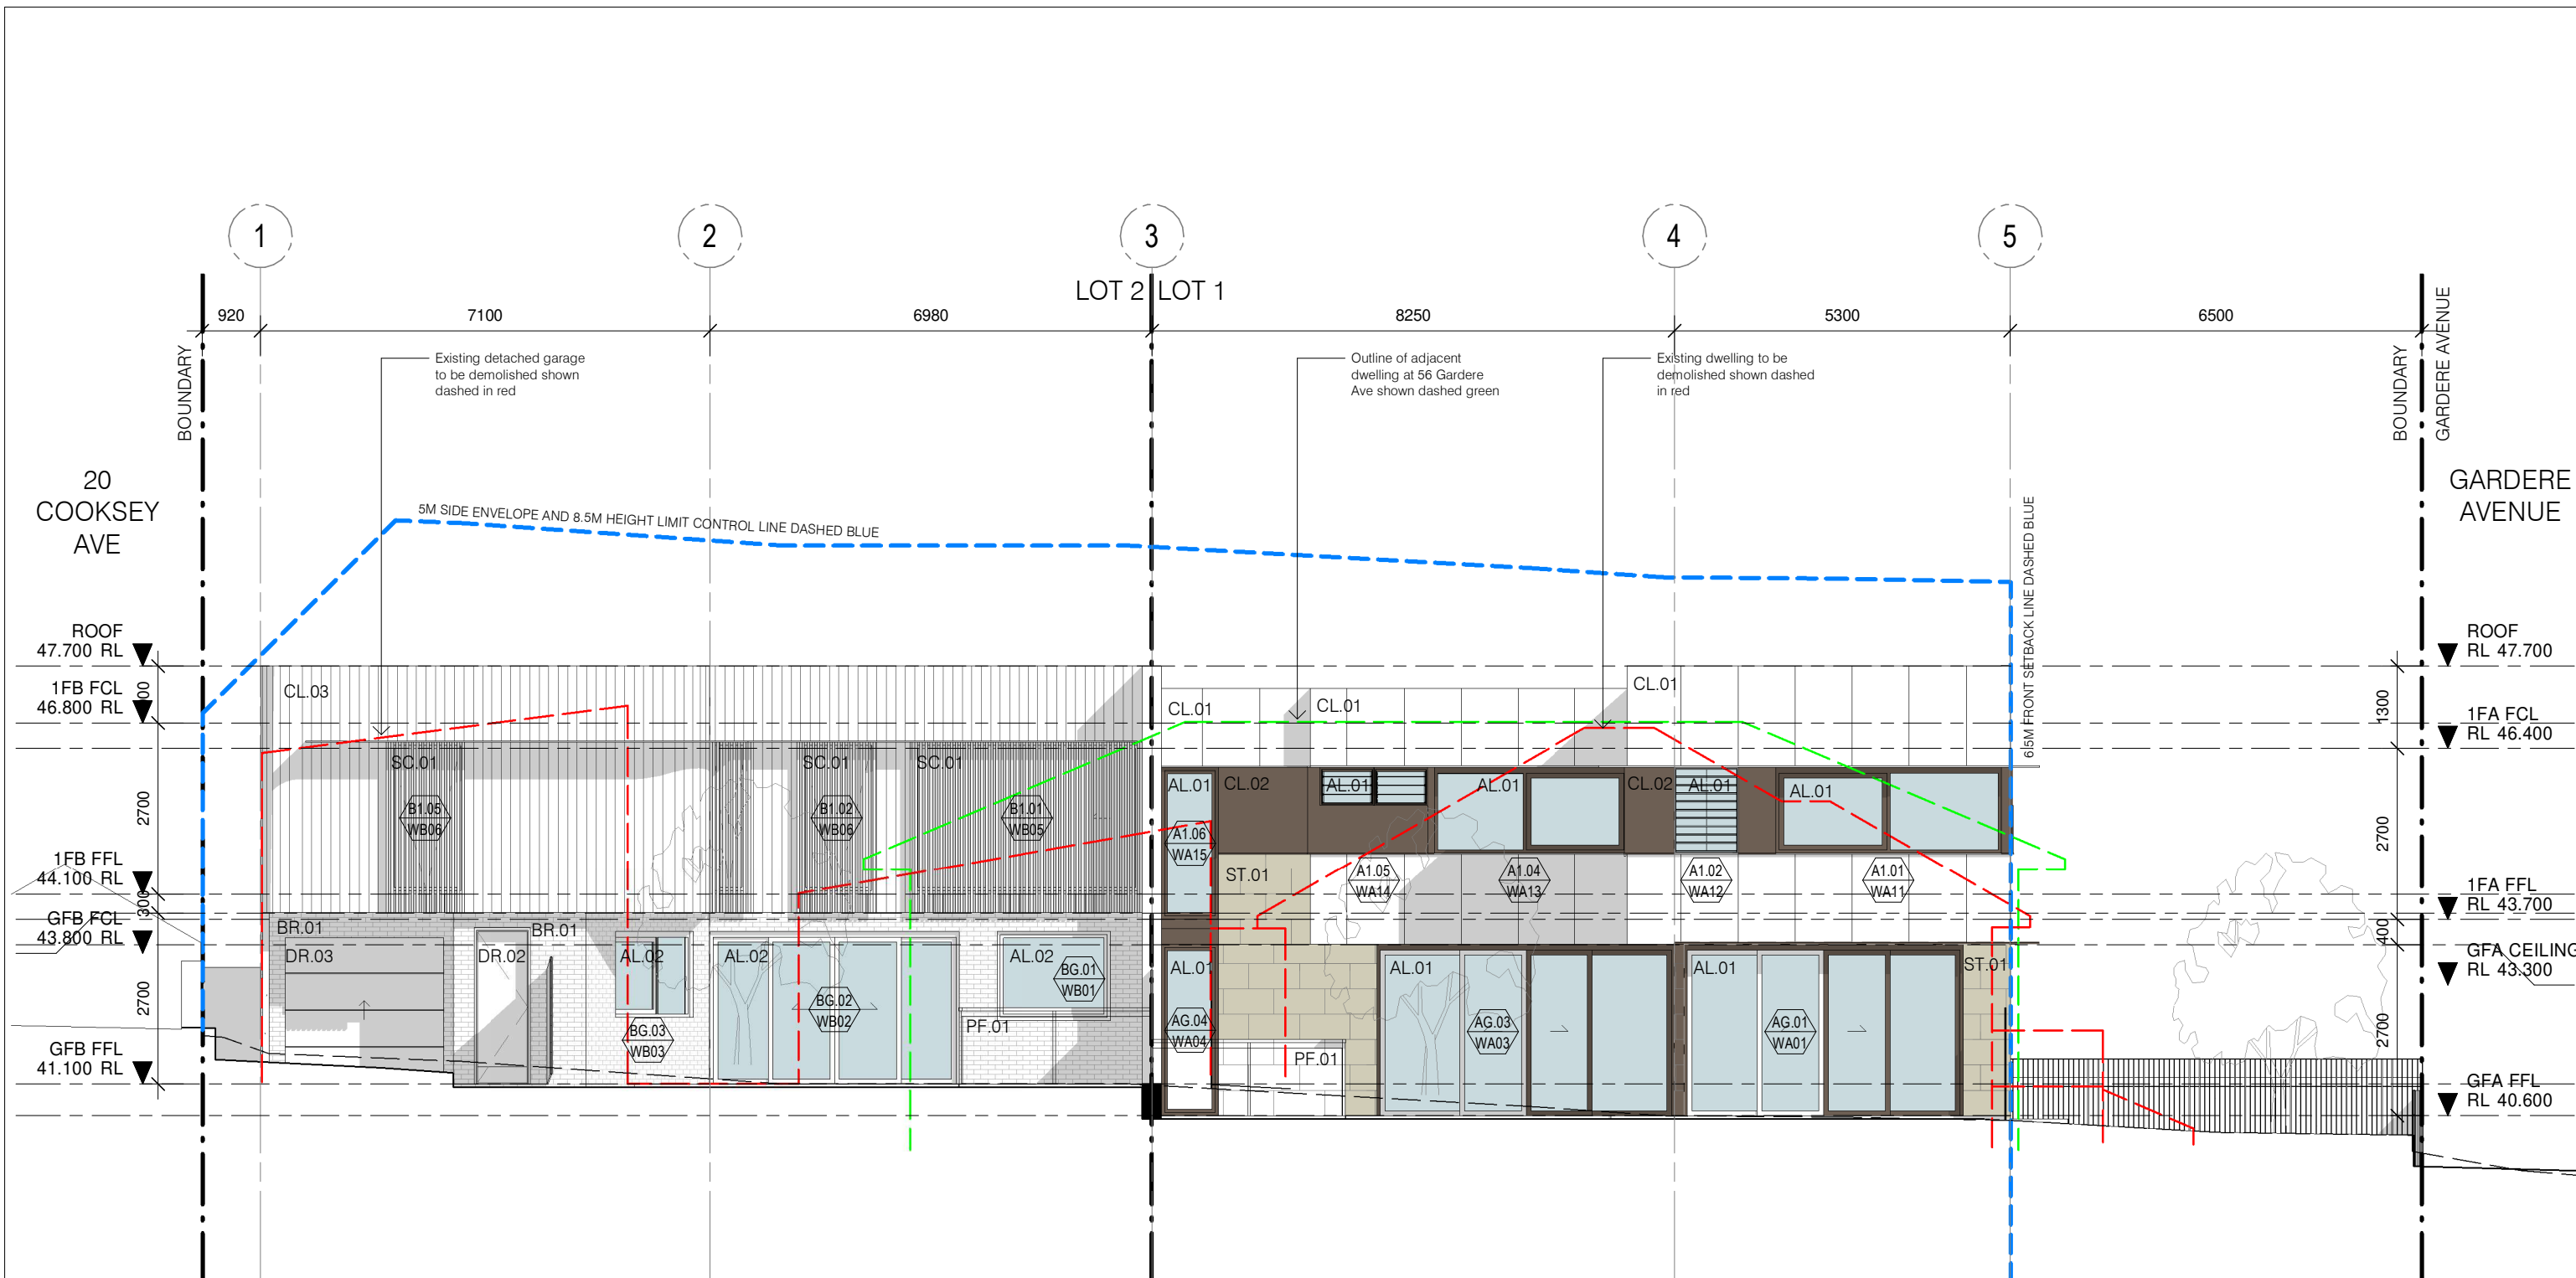 1
2
3
4
5
LOT 2
LOT 1
920
7100
6980
8250
5300
6500
BOUNDARY
BOUNDARY
GARDERE AVENUE
Existing detached garage
to be demolished shown
dashed in red
Outline of adjacent
dwelling at 56 Gardere
Ave shown dashed green
Existing dwelling to be
demolished shown dashed
in red
20
COOKSEY
AVE
GARDERE
AVENUE
5M SIDE ENVELOPE AND 8.5M HEIGHT LIMIT CONTROL LINE DASHED BLUE
6.5M FRONT SETBACK LINE DASHED BLUE
ROOF
47.700 RL
1FB FCL
46.800 RL
2700
1FB FFL
44.100 RL
300
GFB FCL
43.800 RL
2700
GFB FFL
41.100 RL
ROOF
RL 47.700
1300
1FA FCL
RL 46.400
2700
1FA FFL
RL 43.700
400
GFA CEILING
RL 43.300
2700
GFA FFL
RL 40.600
CL.03
CL.01
CL.01
CL.01
SC.01
SC.01
SC.01
B1.05
WB06
B1.02
WB06
B1.01
WB05
AL.01
CL.02
AL.01
AL.01
CL.02
AL.01
AL.01
A1.06
WA15
ST.01
A1.05
WA14
A1.04
WA13
A1.02
WA12
A1.01
WA11
BR.01
BR.01
DR.03
DR.02
AL.02
AL.02
AL.02
BG.01
WB01
BG.02
WB02
BG.03
WB03
PF.01
AL.01
AL.01
AL.01
ST.01
AG.04
WA04
AG.03
WA03
AG.01
WA01
PF.01